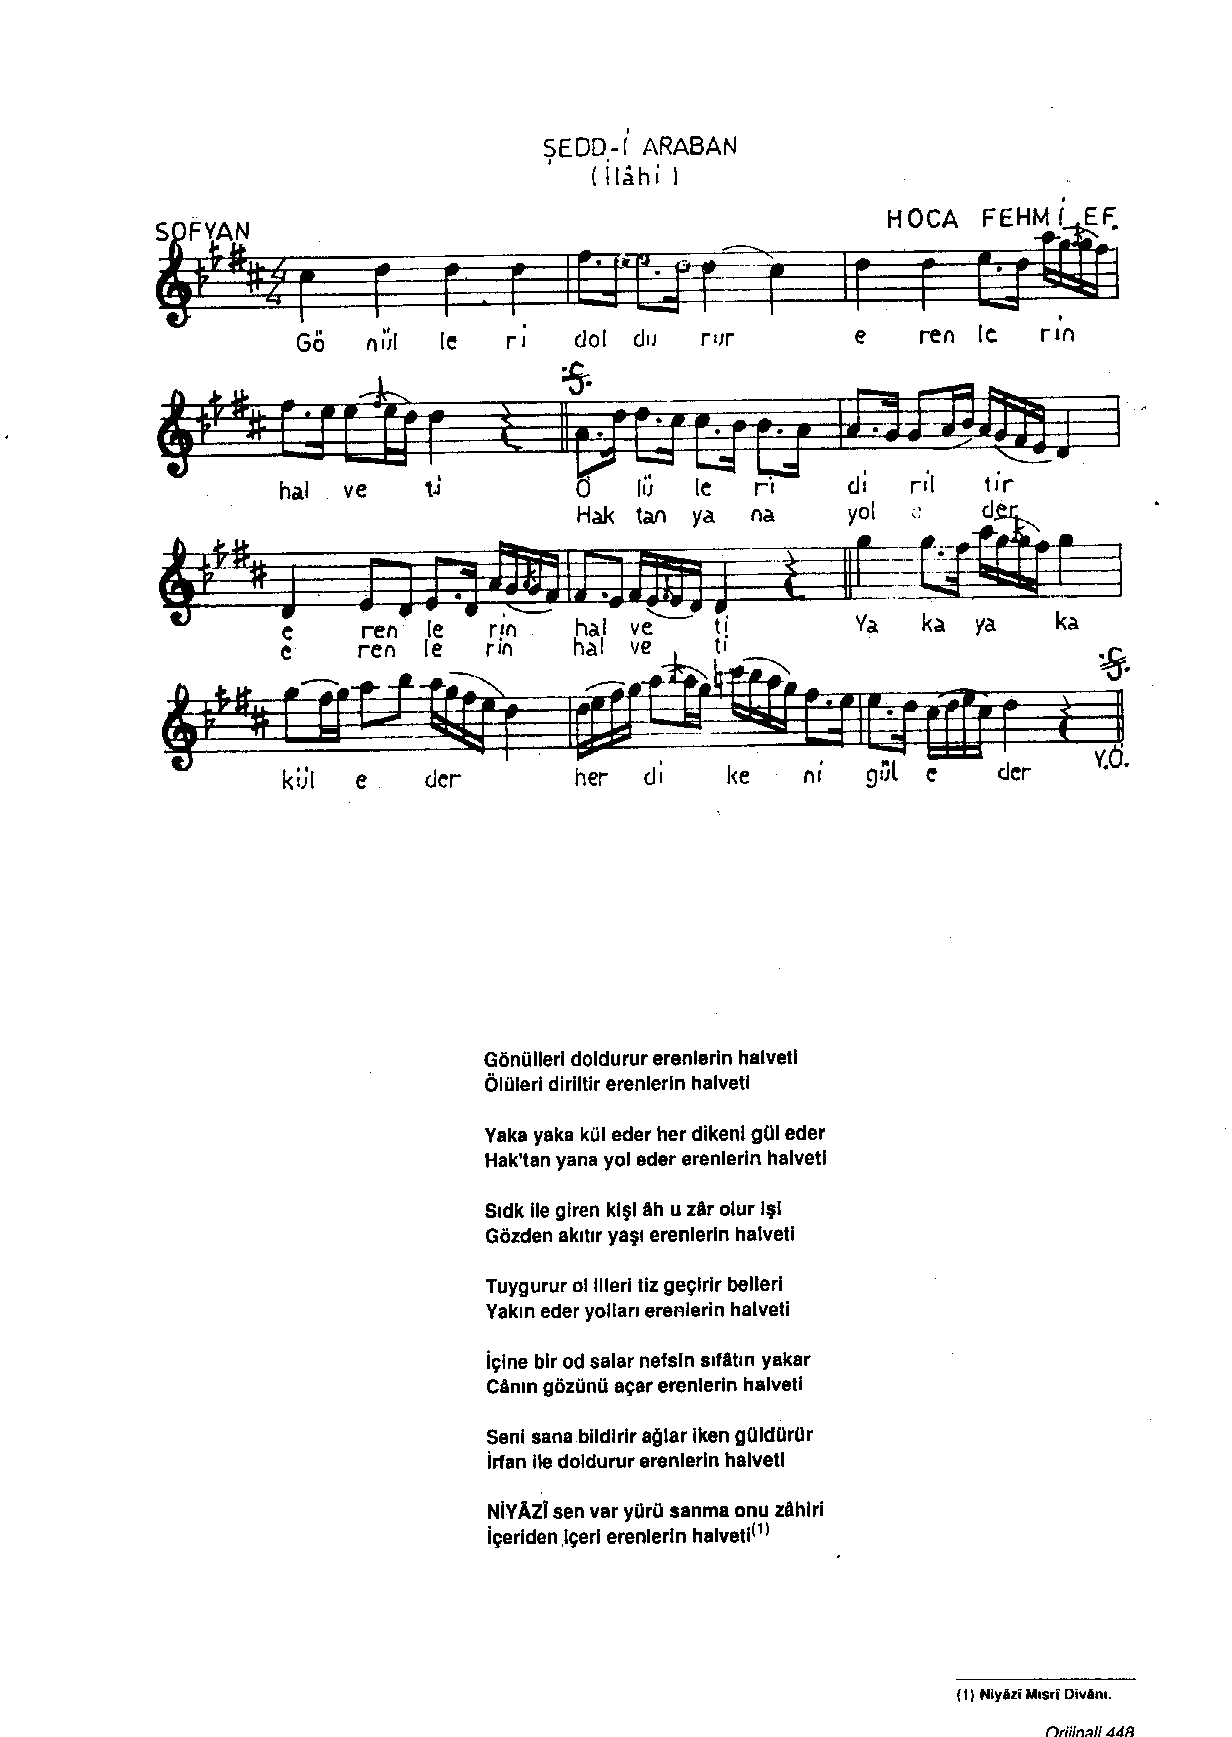 ŞEDD-İ ARABAN
(İlâhi)
SOFYAN
HOCA FEHMİ EF.
Gö nül le ri dol du rur e ren le rin
hal ve ti Ö lü le ri di ril tir
Hak tan ya na yol e der
e ren le rin hal ve ti Ya ka ya ka
e ren le rin hal ve ti
kül e der her di ke ni gül e der
Y.Ö.
Gönülleri doldurur erenlerin halveti
Ölüleri diriltir erenlerin halveti
Yaka yaka kül eder her dikeni gül eder
Hak'tan yana yol eder erenlerin halveti
Sıdk ile giren kişi âh u zâr olur işi
Gözden akıtır yaşı erenlerin halveti
Tuygurur ol illeri tiz geçirir belleri
Yakın eder yolları erenlerin halveti
İçine bir od salar nefsin sıfâtın yakar
Cânın gözünü açar erenlerin halveti
Seni sana bildirir ağlar iken güldürür
İrfan ile doldurur erenlerin halveti
NİYÂZÎ sen var yürü sanma onu zâhiri
İçeriden içeri erenlerin halveti(1)
(1) Niyâzî Mısrî Divânı.
Orijinali 448